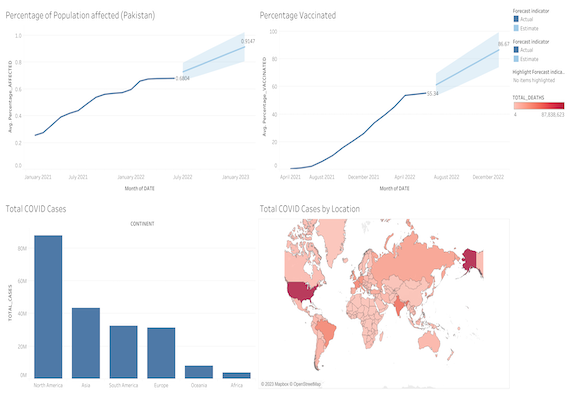 Percentage of Population affected (Pakistan)
Avg. Percentage_AFFECTED
1.0
0.8
0.6
0.4
0.2
0.0
0.9147
0.6804
January 2021
July 2021
January 2022
July 2022
January 2023
Month of DATE
Percentage Vaccinated
Avg. Percentage_VACCINATED
100
80
60
40
20
0
55.34
April 2021
August 2021
December 2021
April 2022
August 2022
December 2022
Month of DATE
Forecast indicator
Actual
Estimate
Forecast indicator
Actual
Estimate
Highlight Forecast indica..
No items highlighted
TOTAL_DEATHS
4
87,838,623
Total COVID Cases
CONTINENT
TOTAL_CASES
80M
60M
40M
20M
0M
North America
Asia
South America
Europe
Oceania
Africa
Total COVID Cases by Location
© 2023 Mapbox © OpenStreetMap